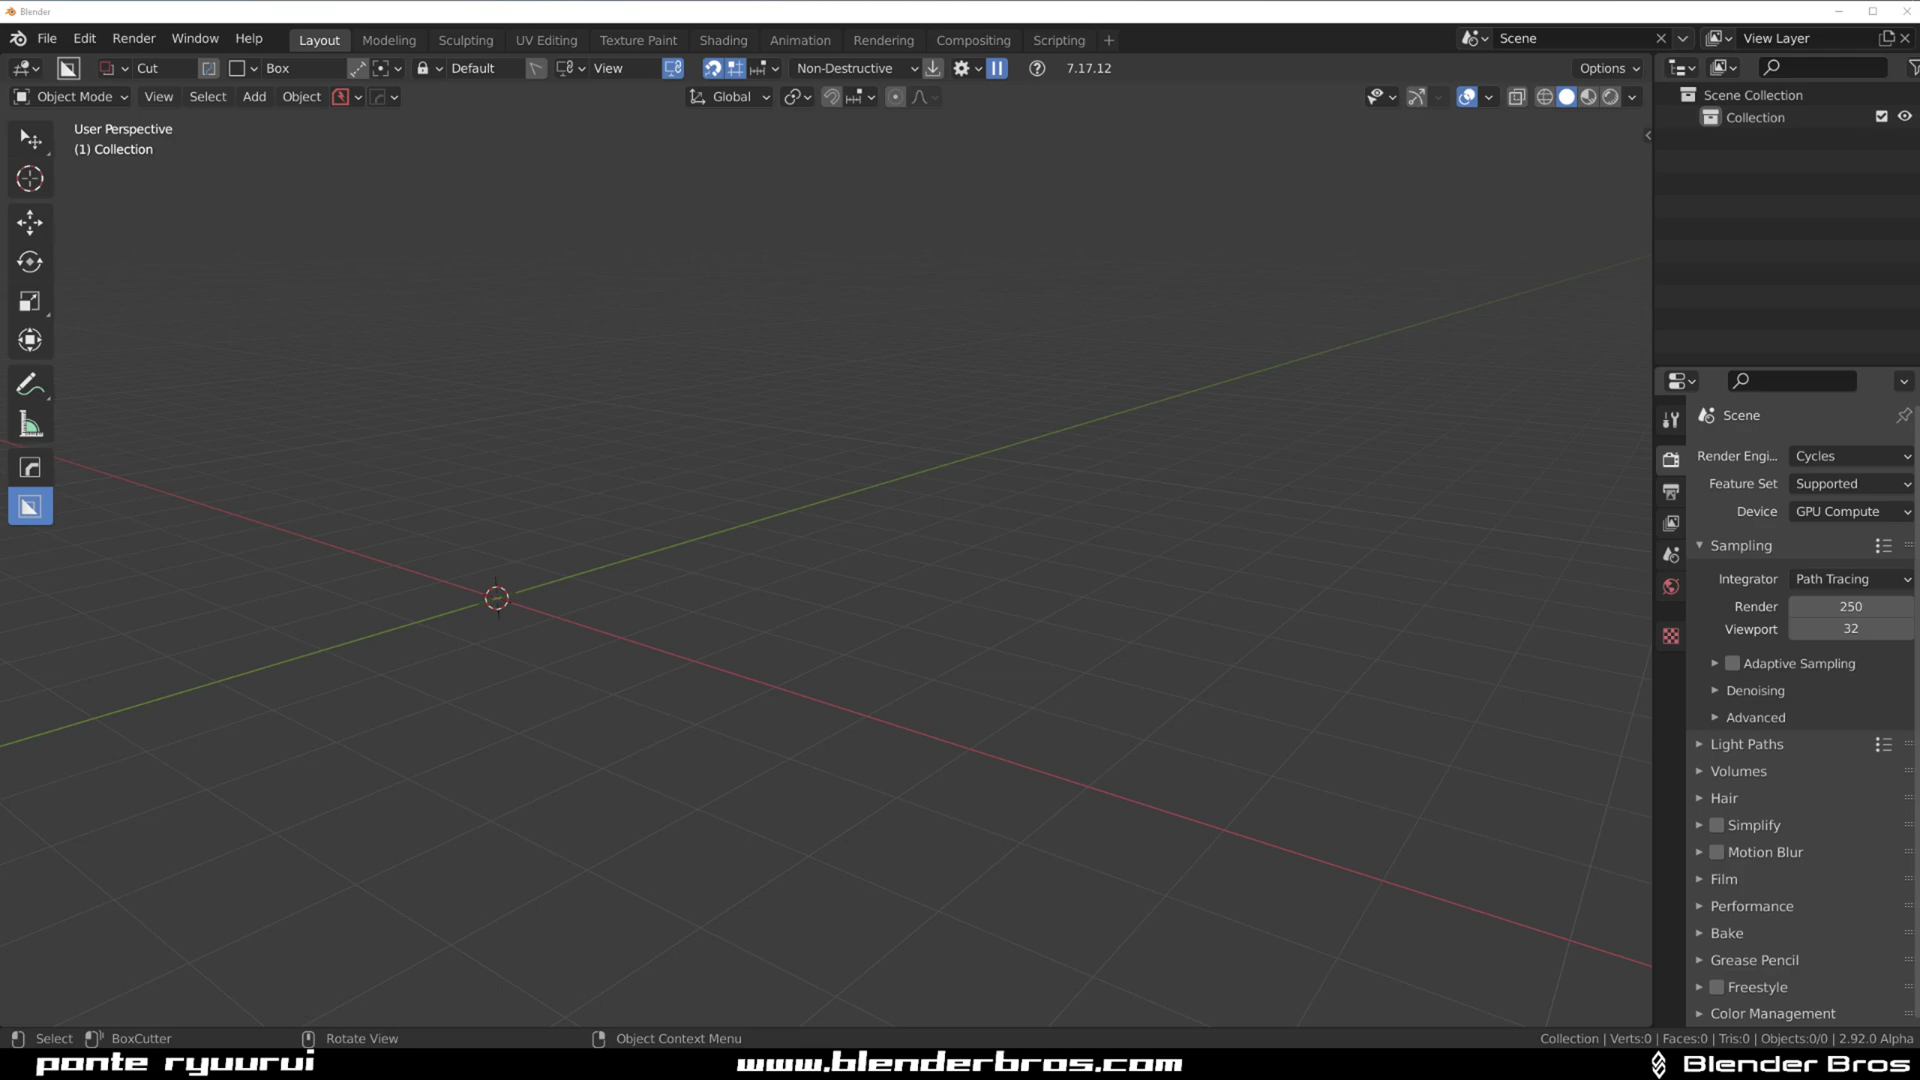 Blender
File Edit Render Window Help Layout Modeling Sculpting UV Editing Texture Paint Shading Animation Rendering Compositing Scripting + Scene View Layer
Cut Box Default View Non-Destructive 7.17.12 Options
Object Mode View Select Add Object Global
User Perspective
(1) Collection
Scene Collection
Collection
Scene
Render Engi... Cycles
Feature Set Supported
Device GPU Compute
Sampling
Integrator Path Tracing
Render 250
Viewport 32
Adaptive Sampling
Denoising
Advanced
Light Paths
Volumes
Hair
Simplify
Motion Blur
Film
Performance
Bake
Grease Pencil
Freestyle
Color Management
Select BoxCutter Rotate View Object Context Menu Collection | Verts:0 | Faces:0 | Tris:0 | Objects:0/0 | 2.92.0 Alpha
ponte ryuurui www.blenderbros.com Blender Bros